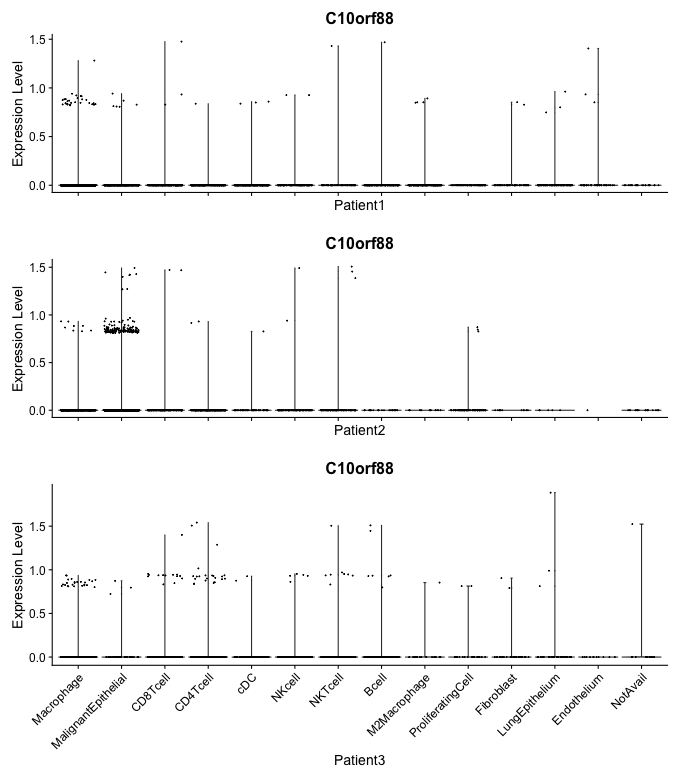 C10orf88
Expression Level
1.5
1.0
0.5
0.0
Patient1
C10orf88
Expression Level
1.5
1.0
0.5
0.0
Patient2
C10orf88
Expression Level
1.5
1.0
0.5
0.0
Macrophage
MalignantEpithelial
CD8Tcell
CD4Tcell
cDC
NKcell
NKTcell
Bcell
M2Macrophage
ProliferatingCell
Fibroblast
LungEpithelium
Endothelium
NotAvail
Patient3